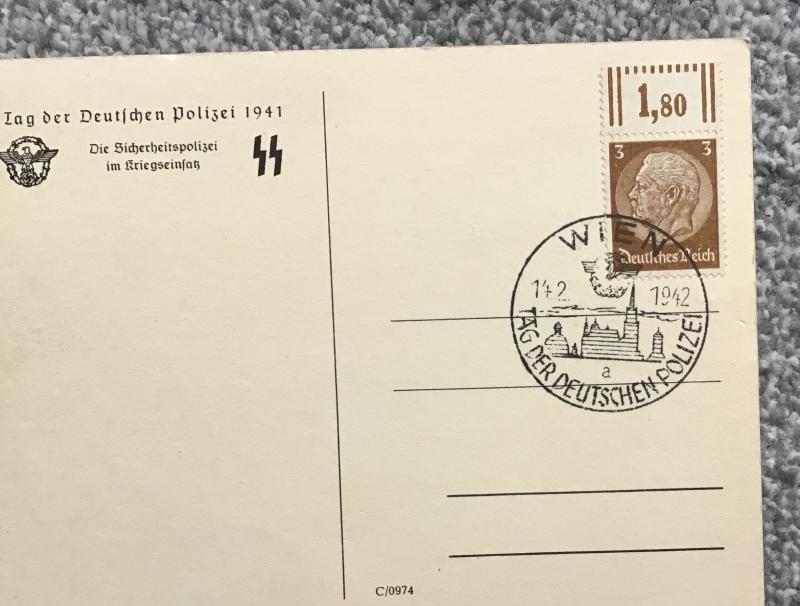 Tag der Deutschen Polizei 1941
Die Sicherheitspolizei
im Kriegseinsatz
1,80
3 3
Deutsches Reich
WIEN
14 2 1942
TAG DER DEUTSCHEN POLIZEI
a
C/0974